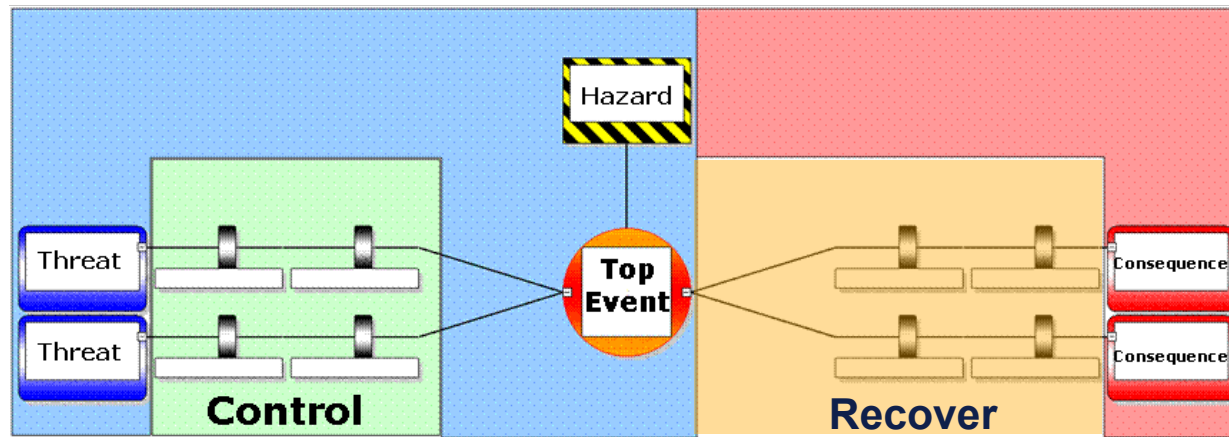 Hazard
Threat
Top
Event
Consequence
Threat
Consequence
Control
Recover